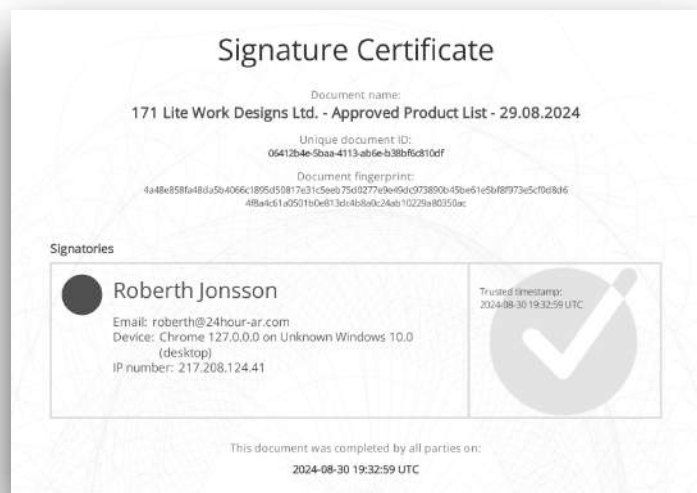 Signature Certificate
Document name:
171 Lite Work Designs Ltd. - Approved Product List - 29.08.2024
Unique document ID:
06412b4e-5baa-4113-ab6e-b38bf6c810df
Document fingerprint:
4a48e858fa48da5b4066c1895d50817e31c5eeb75d0277e9e49dc973890b45be61e5bf8f973e5cf0d8d6
4f8a4c61a0501b0e813dc4b8a0c24ab10229a80350ac
Signatories
Roberth Jonsson
Email: roberth@24hour-ar.com
Device: Chrome 127.0.0.0 on Unknown Windows 10.0
(desktop)
IP number: 217.208.124.41
Trusted timestamp:
2024-08-30 19:32:59 UTC
This document was completed by all parties on:
2024-08-30 19:32:59 UTC